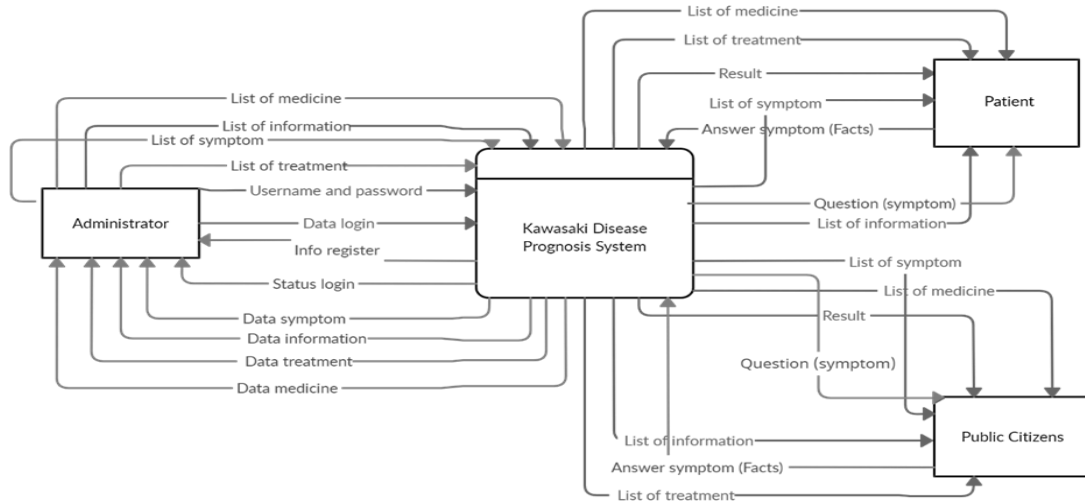 List of medicine
List of treatment
Result
List of symptom
Answer symptom (Facts)
Patient
List of medicine
List of information
List of symptom
List of treatment
Username and password
Administrator
Data login
Info register
Status login
Kawasaki Disease
Prognosis System
Question (symptom)
List of information
List of symptom
List of medicine
Result
Question (symptom)
Data symptom
Data information
Data treatment
Data medicine
Public Citizens
List of information
Answer symptom (Facts)
List of treatment